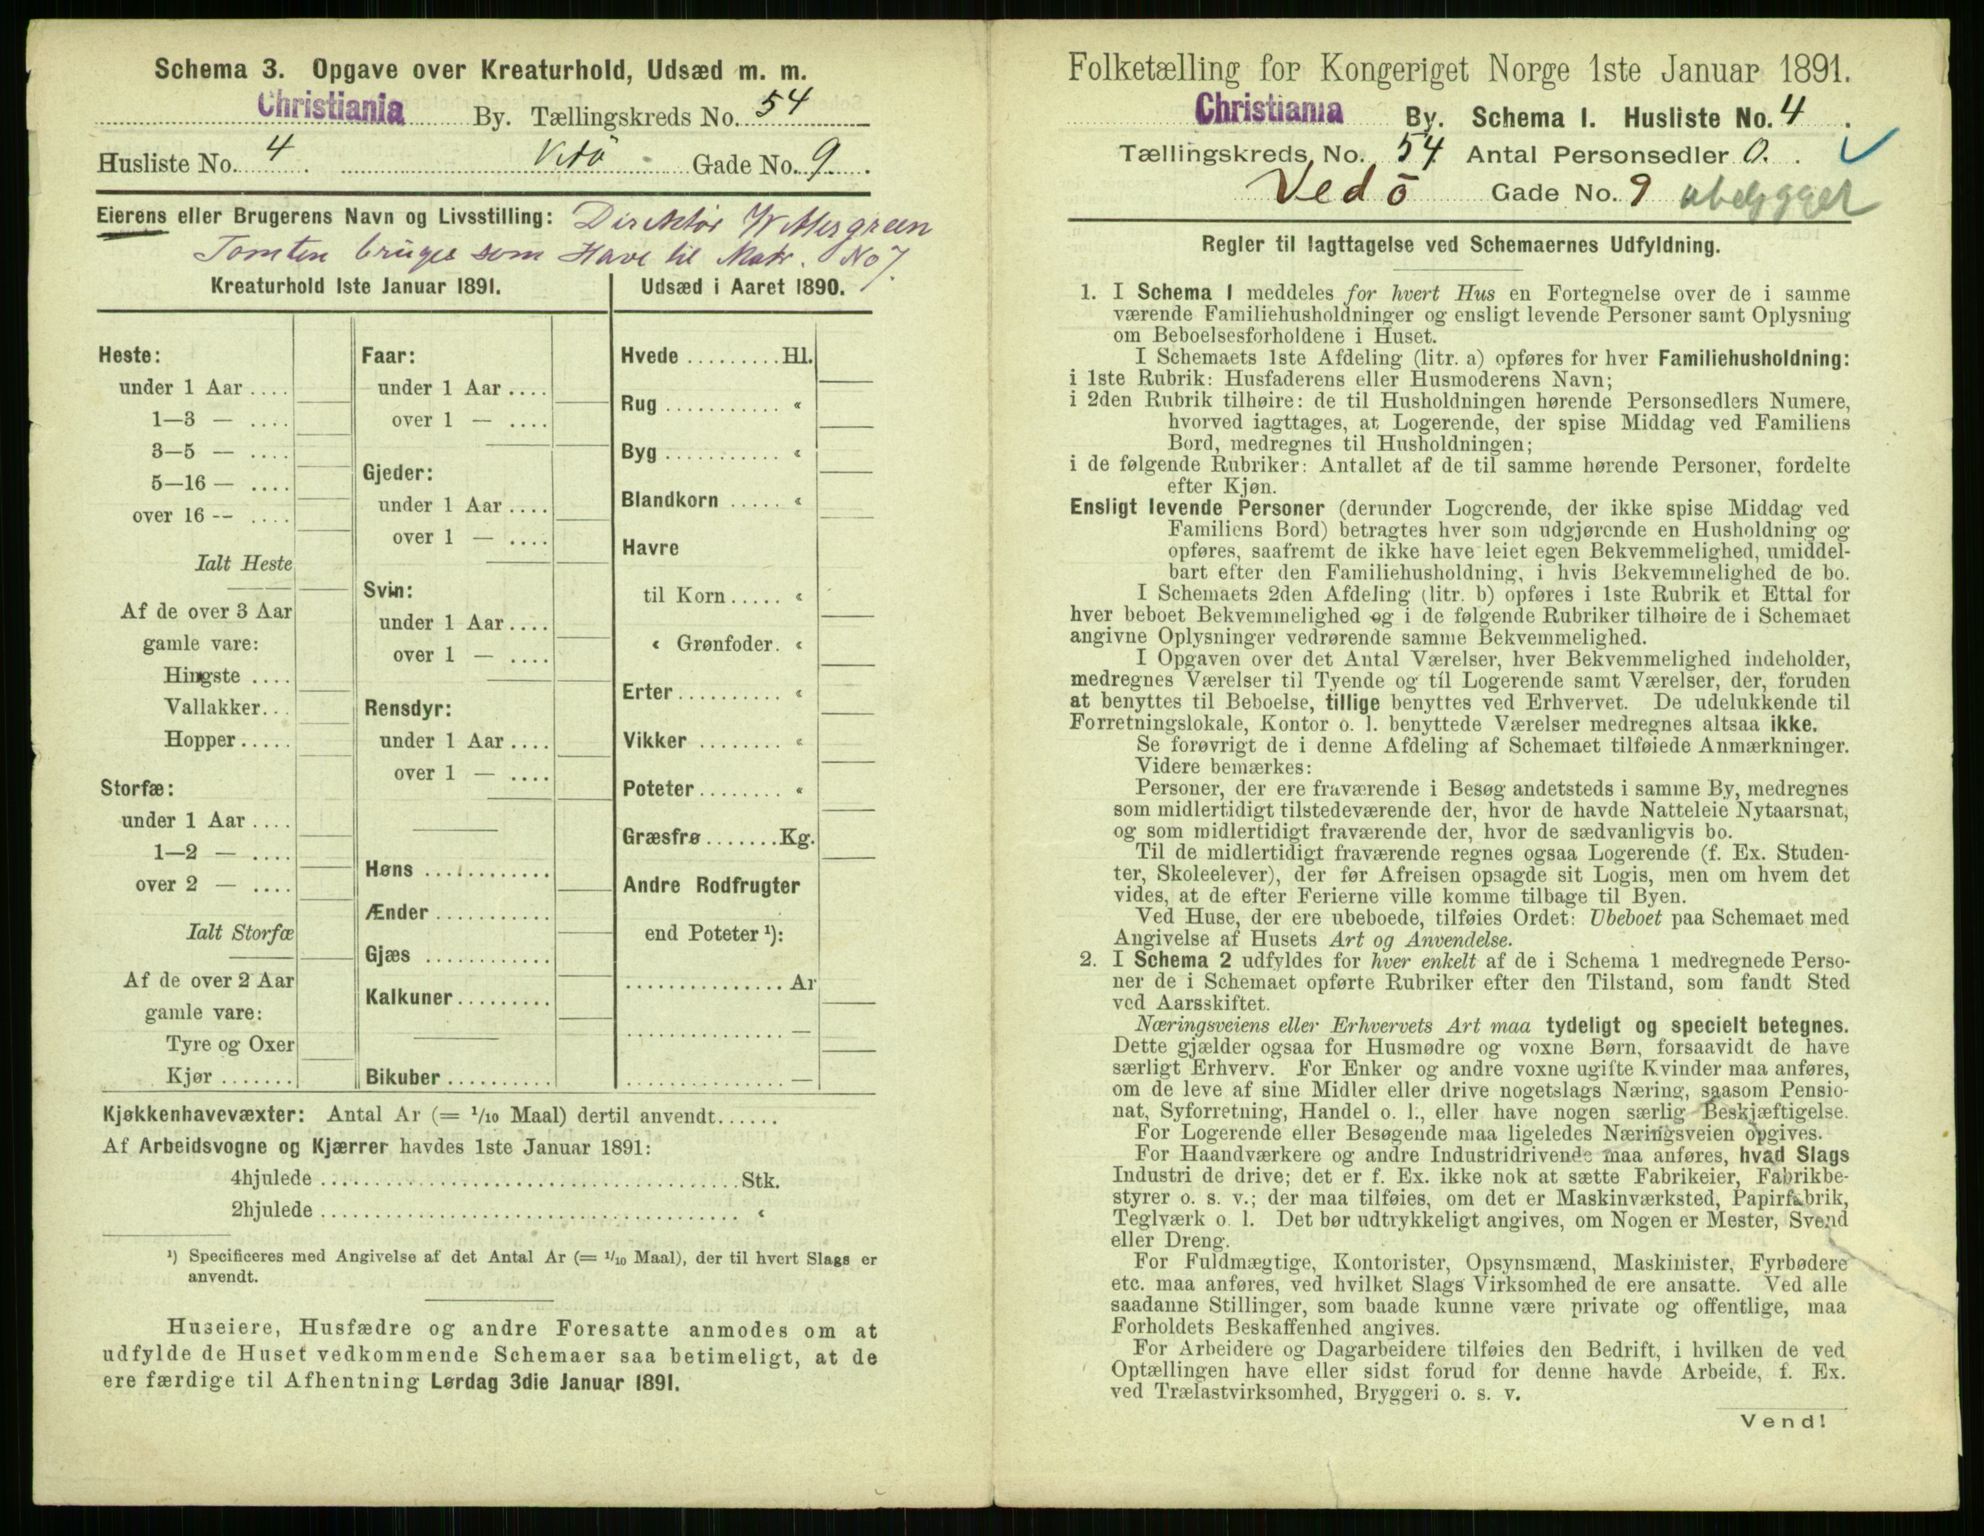 Schema 3. Opgave over Kreaturhold, Udsæd m. m.
Christiania By. Tællingskreds No. 54
Husliste No. 4. Vedö Gade No. 9.
Eierens eller Brugerens Navn og Livsstilling: Direktør Wettergreen
Tomten bruges som Have til Matr. No 7.
Kreaturhold 1ste Januar 1891.
Heste:
under 1 Aar ....
1—3 — ....
3—5 — ....
5—16 — ....
over 16 -- ....
Ialt Heste
Af de over 3 Aar
gamle vare:
Hingste ....
Vallakker...
Hopper.....
Storfæ:
under 1 Aar ....
1—2 — ....
over 2 — ....
Ialt Storfæ
Af de over 2 Aar
gamle vare:
Tyre og Oxer
Kjør .......
Faar:
under 1 Aar ....
over 1 — ....
Gjeder:
under 1 Aar ....
over 1 — ....
Svin:
under 1 Aar ....
over 1 — ....
Rensdyr:
under 1 Aar ....
over 1 — ....
Høns ............
Ænder ...........
Gjæs ............
Kalkuner.........
Bikuber ..........
Udsæd i Aaret 1890.
Hvede .........Hl.
Rug ........... «
Byg ........... «
Blandkorn ..... «
Havre
til Korn..... «
« Grønfoder. «
Erter.......... «
Vikker ........ «
Poteter........ «
Græsfrø .......Kg.
Andre Rodfrugter
end Poteter ¹):
............... Ar
............... —
............... —
Kjøkkenhavevæxter: Antal Ar (= 1/10 Maal) dertil anvendt......
Af Arbeidsvogne og Kjærrer havdes 1ste Januar 1891:
4hjulede ........................................Stk.
2hjulede ........................................ «
¹) Specificeres med Angivelse af det Antal Ar (= 1/10 Maal), der til hvert Slags er
anvendt.
Huseiere, Husfædre og andre Foresatte anmodes om at
udfylde de Huset vedkommende Schemaer saa betimeligt, at de
ere færdige til Afhentning Lørdag 3die Januar 1891.
Folketælling for Kongeriget Norge 1ste Januar 1891.
Christiania By. Schema I. Husliste No. 4.
Tællingskreds No. 54 Antal Personsedler 0.
Vedö Gade No. 9 ubygget
Regler til Iagttagelse ved Schemaernes Udfyldning.
1. I Schema I meddeles for hvert Hus en Fortegnelse over de i samme
værende Familiehusholdninger og ensligt levende Personer samt Oplysning
om Beboelsesforholdene i Huset.
I Schemaets 1ste Afdeling (litr. a) opføres for hver Familiehusholdning:
i 1ste Rubrik: Husfaderens eller Husmoderens Navn;
i 2den Rubrik tilhøire: de til Husholdningen hørende Personsedlers Numere,
hvorved iagttages, at Logerende, der spise Middag ved Familiens
Bord, medregnes til Husholdningen;
i de følgende Rubriker: Antallet af de til samme hørende Personer, fordelte
efter Kjøn.
Ensligt levende Personer (derunder Logerende, der ikke spise Middag ved
Familiens Bord) betragtes hver som udgjørende en Husholdning og
opføres, saafremt de ikke have leiet egen Bekvemmelighed, umiddel-
bart efter den Familiehusholdning, i hvis Bekvemmelighed de bo.
I Schemaets 2den Afdeling (litr. b) opføres i 1ste Rubrik et Ettal for
hver beboet Bekvemmelighed og i de følgende Rubriker tilhøire de i Schemaet
angivne Oplysninger vedrørende samme Bekvemmelighed.
I Opgaven over det Antal Værelser, hver Bekvemmelighed indeholder,
medregnes Værelser til Tyende og til Logerende samt Værelser, der, foruden
at benyttes til Beboelse, tillige benyttes ved Erhvervet. De udelukkende til
Forretningslokale, Kontor o. l. benyttede Værelser medregnes altsaa ikke.
Se forøvrigt de i denne Afdeling af Schemaet tilføiede Anmærkninger.
Videre bemærkes:
Personer, der ere fraværende i Besøg andetsteds i samme By, medregnes
som midlertidigt tilstedeværende der, hvor de havde Natteleie Nytaarsnat,
og som midlertidigt fraværende der, hvor de sædvanligvis bo.
Til de midlertidigt fraværende regnes ogsaa Logerende (f. Ex. Studen-
ter, Skoleelever), der før Afreisen opsagde sit Logis, men om hvem det
vides, at de efter Ferierne ville komme tilbage til Byen.
Ved Huse, der ere ubeboede, tilføies Ordet: Ubeboet paa Schemaet med
Angivelse af Husets Art og Anvendelse.
2. I Schema 2 udfyldes for hver enkelt af de i Schema 1 medregnede Perso-
ner de i Schemaet opførte Rubriker efter den Tilstand, som fandt Sted
ved Aarsskiftet.
Næringsveiens eller Erhvervets Art maa tydeligt og specielt betegnes.
Dette gjælder ogsaa for Husmødre og voxne Børn, forsaavidt de have
særligt Erhverv. For Enker og andre voxne ugifte Kvinder maa anføres,
om de leve af sine Midler eller drive nogetslags Næring, saasom Pensio-
nat, Syforretning, Handel o. l., eller have nogen særlig Beskjæftigelse.
For Logerende eller Besøgende maa ligeledes Næringsveien opgives.
For Haandværkere og andre Industridrivende maa anføres, hvad Slags
Industri de drive; det er f. Ex. ikke nok at sætte Fabrikeier, Fabrikbe-
styrer o. s. v.; der maa tilføies, om det er Maskinværksted, Papirfabrik,
Teglværk o. l. Det bør udtrykkeligt angives, om Nogen er Mester, Svend
eller Dreng.
For Fuldmægtige, Kontorister, Opsynsmænd, Maskinister, Fyrbødere
etc. maa anføres, ved hvilket Slags Virksomhed de ere ansatte. Ved alle
saadanne Stillinger, som baade kunne være private og offentlige, maa
Forholdets Beskaffenhed angives.
For Arbeidere og Dagarbeidere tilføies den Bedrift, i hvilken de ved
Optællingen have eller sidst forud for denne havde Arbeide, f. Ex.
ved Trælastvirksomhed, Bryggeri o. s. v.
Vend!